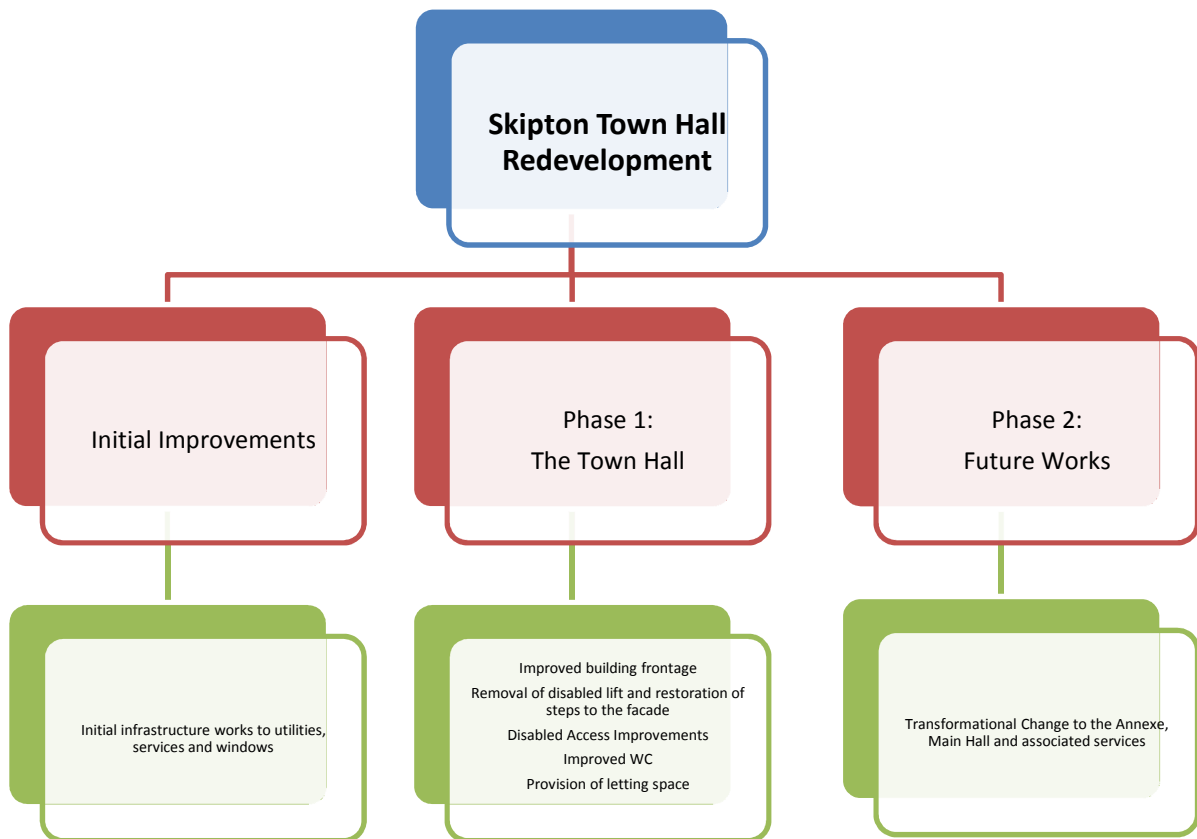 Skipton Town Hall
Redevelopment
Initial Improvements
Phase 1:
The Town Hall
Phase 2:
Future Works
Initial infrastructure works to utilities,
services and windows
Improved building frontage
Removal of disabled lift and restoration of
steps to the facade
Disabled Access Improvements
Improved WC
Provision of letting space
Transformational Change to the Annexe,
Main Hall and associated services